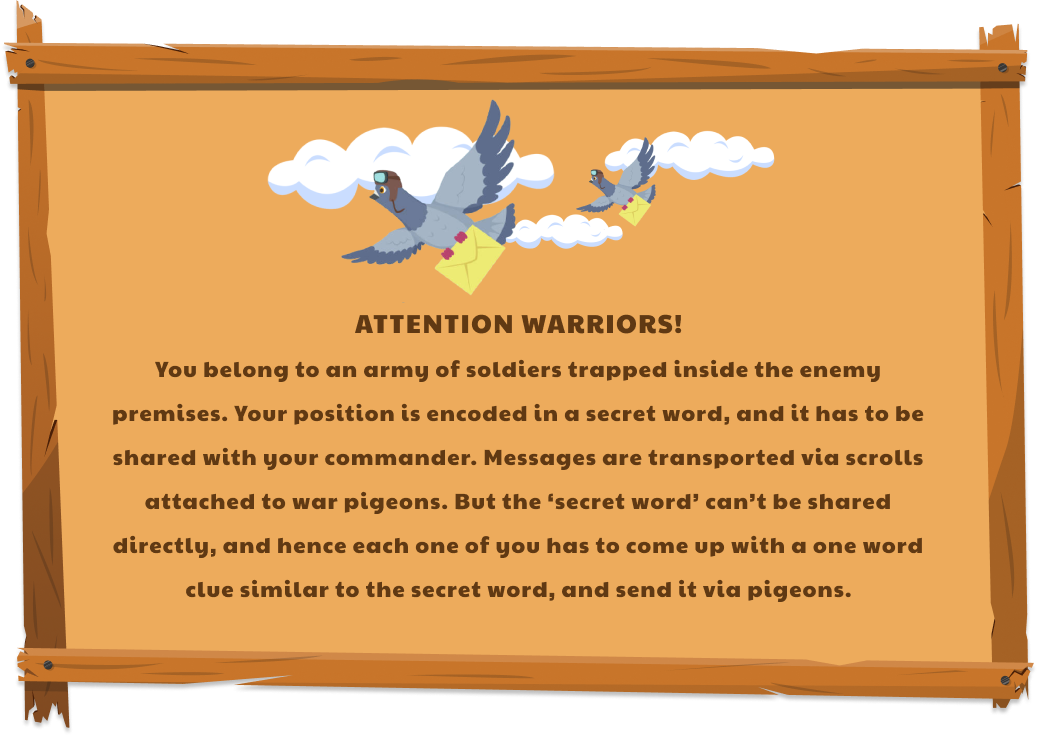 ATTENTION WARRIORS!
You belong to an army of soldiers trapped inside the enemy
premises. Your position is encoded in a secret word, and it has to be
shared with your commander. Messages are transported via scrolls
attached to war pigeons. But the ‘secret word’ can’t be shared
directly, and hence each one of you has to come up with a one word
clue similar to the secret word, and send it via pigeons.